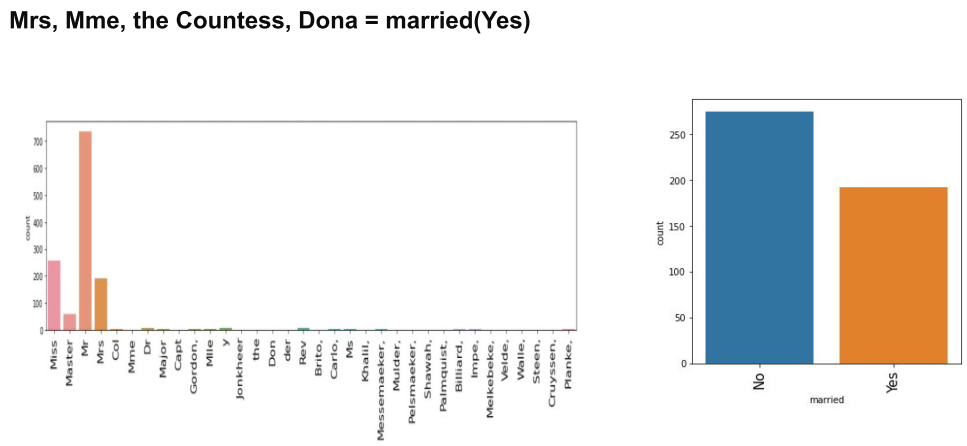 Mrs, Mme, the Countess, Dona = married(Yes)
700
600
500
400
300
200
100
0
count
Miss
Master
Mr
Mrs
Col
Mme
Dr
Major
Capt
Gordon,
Mlle
y
Jonkheer
the
Don
der
Rev
Brito,
Carlo,
Ms
Khalil,
Messemaeker,
Mulder,
Pelsmaeker,
Shawah,
Palmquist,
Billiard,
Impe,
Melkebeke,
Velde,
Walle,
Steen,
Cruyssen,
Planke,
250
200
150
100
50
0
count
No
Yes
married